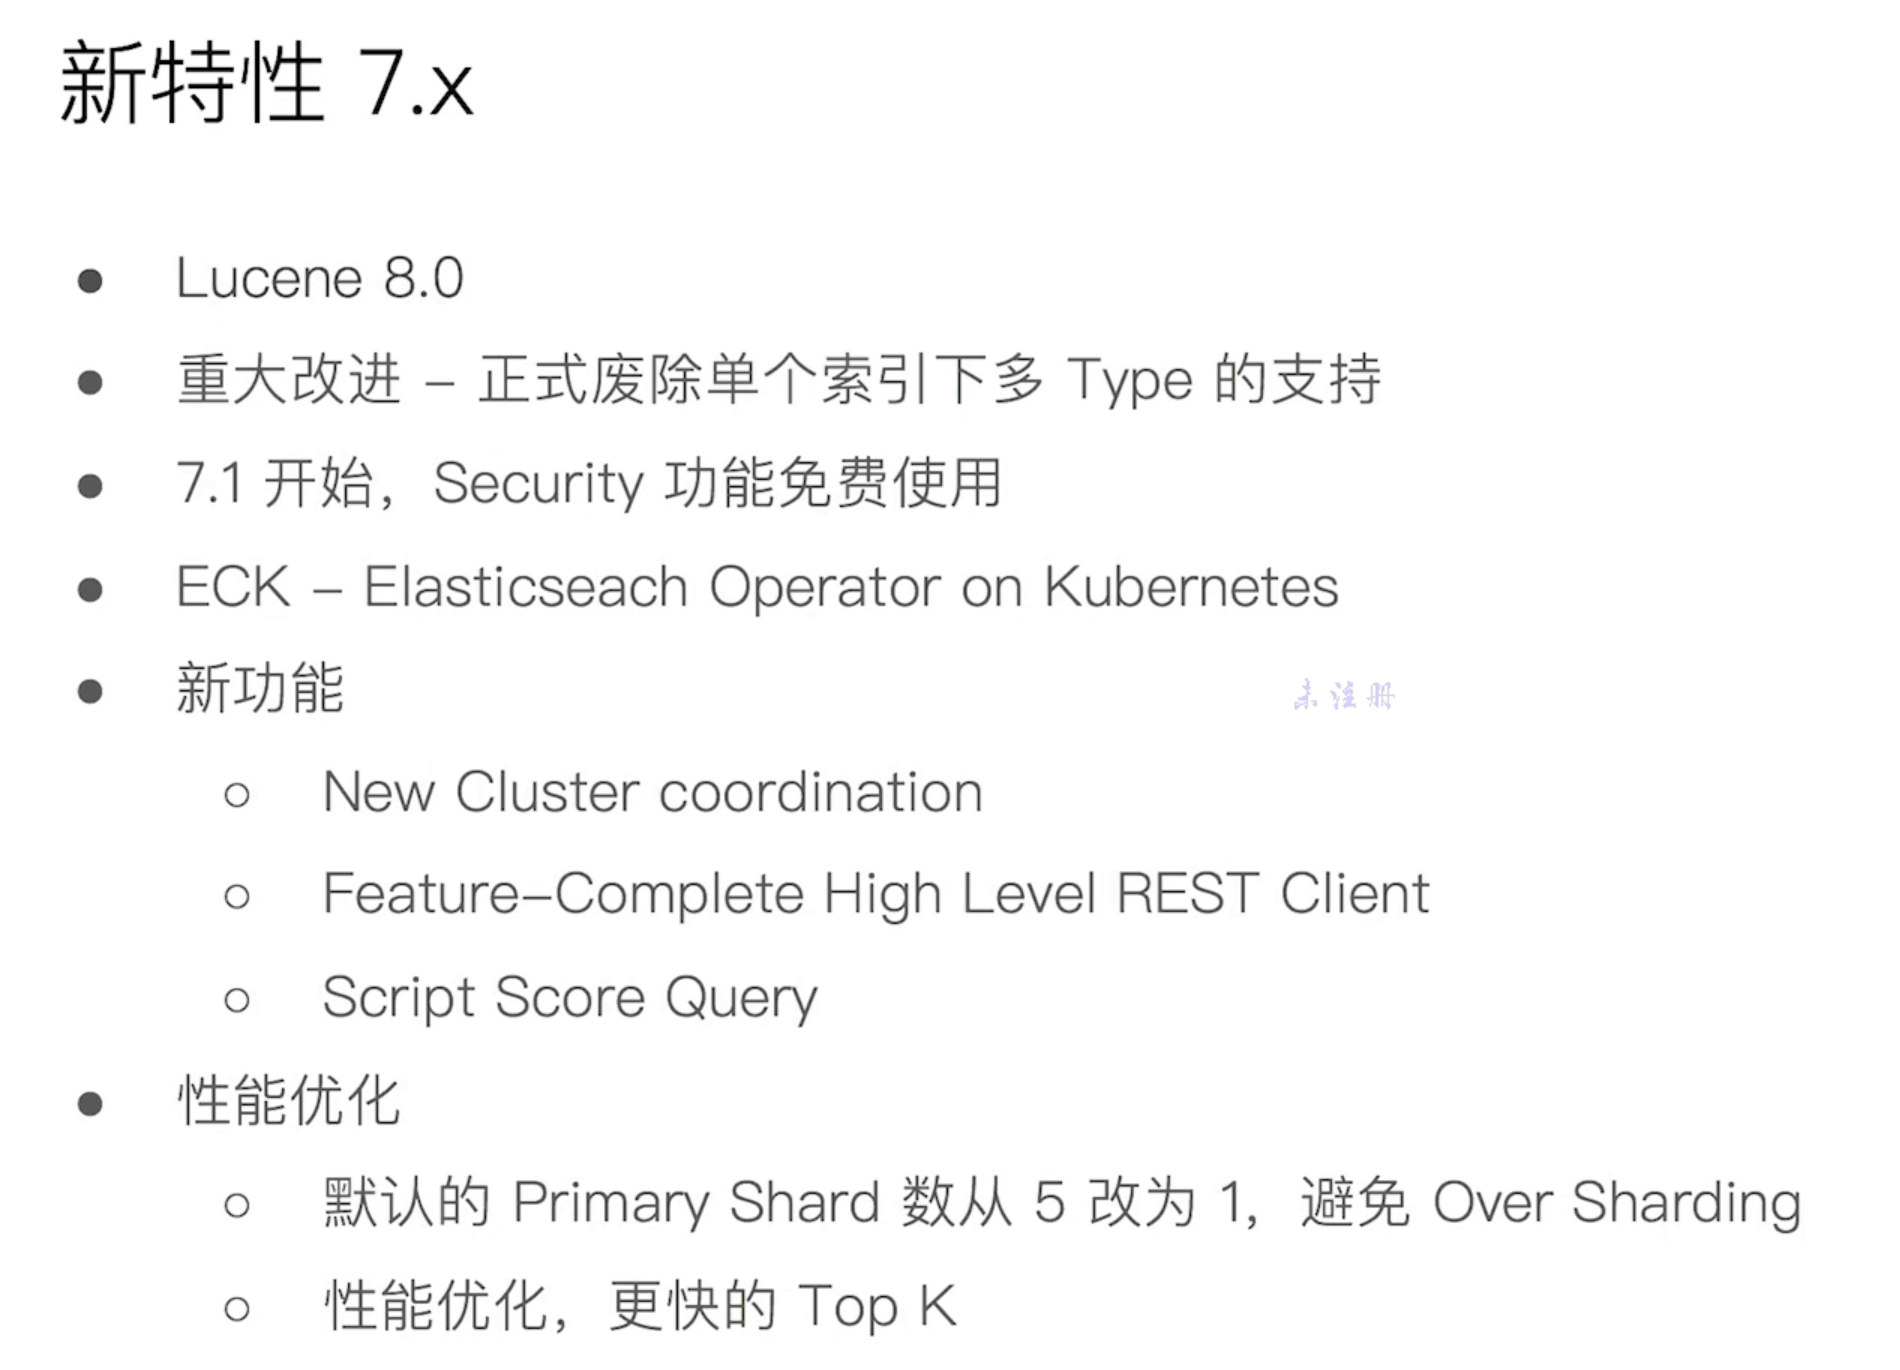 新特性 7.x
● Lucene 8.0
● 重大改进 – 正式废除单个索引下多 Type 的支持
● 7.1 开始，Security 功能免费使用
● ECK – Elasticseach Operator on Kubernetes
● 新功能
未注册
○ New Cluster coordination
○ Feature–Complete High Level REST Client
○ Script Score Query
● 性能优化
○ 默认的 Primary Shard 数从 5 改为 1，避免 Over Sharding
○ 性能优化，更快的 Top K